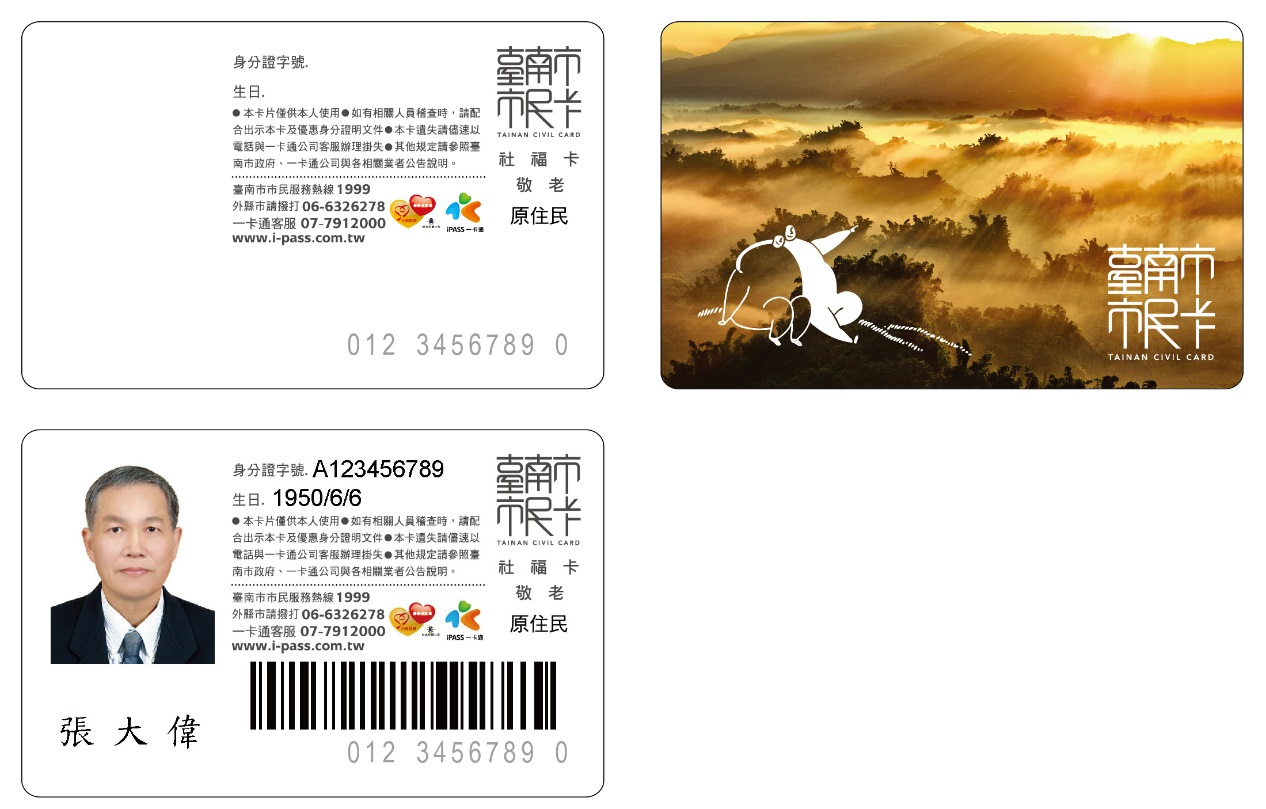 身分證字號.
生日.
●本卡片僅供本人使用●如有相關人員稽查時，請配
合出示本卡及優惠身分證明文件●本卡遺失請儘速以
電話與一卡通公司客服辦理掛失●其他規定請參照臺
南市政府、一卡通公司與各相關業者公告說明。
臺南市市民服務熱線 1999
外縣市請撥打 06-6326278
一卡通客服 07-7912000
www.i-pass.com.tw
iPASS 一卡通
臺南市
市民卡
TAINAN CIVIL CARD
社 福 卡
敬 老
原住民
012 3456789 0
臺南市
市民卡
TAINAN CIVIL CARD
身分證字號. A123456789
生日. 1950/6/6
●本卡片僅供本人使用●如有相關人員稽查時，請配
合出示本卡及優惠身分證明文件●本卡遺失請儘速以
電話與一卡通公司客服辦理掛失●其他規定請參照臺
南市政府、一卡通公司與各相關業者公告說明。
臺南市市民服務熱線 1999
外縣市請撥打 06-6326278
一卡通客服 07-7912000
www.i-pass.com.tw
iPASS 一卡通
臺南市
市民卡
TAINAN CIVIL CARD
社 福 卡
敬 老
原住民
張 大 偉
012 3456789 0